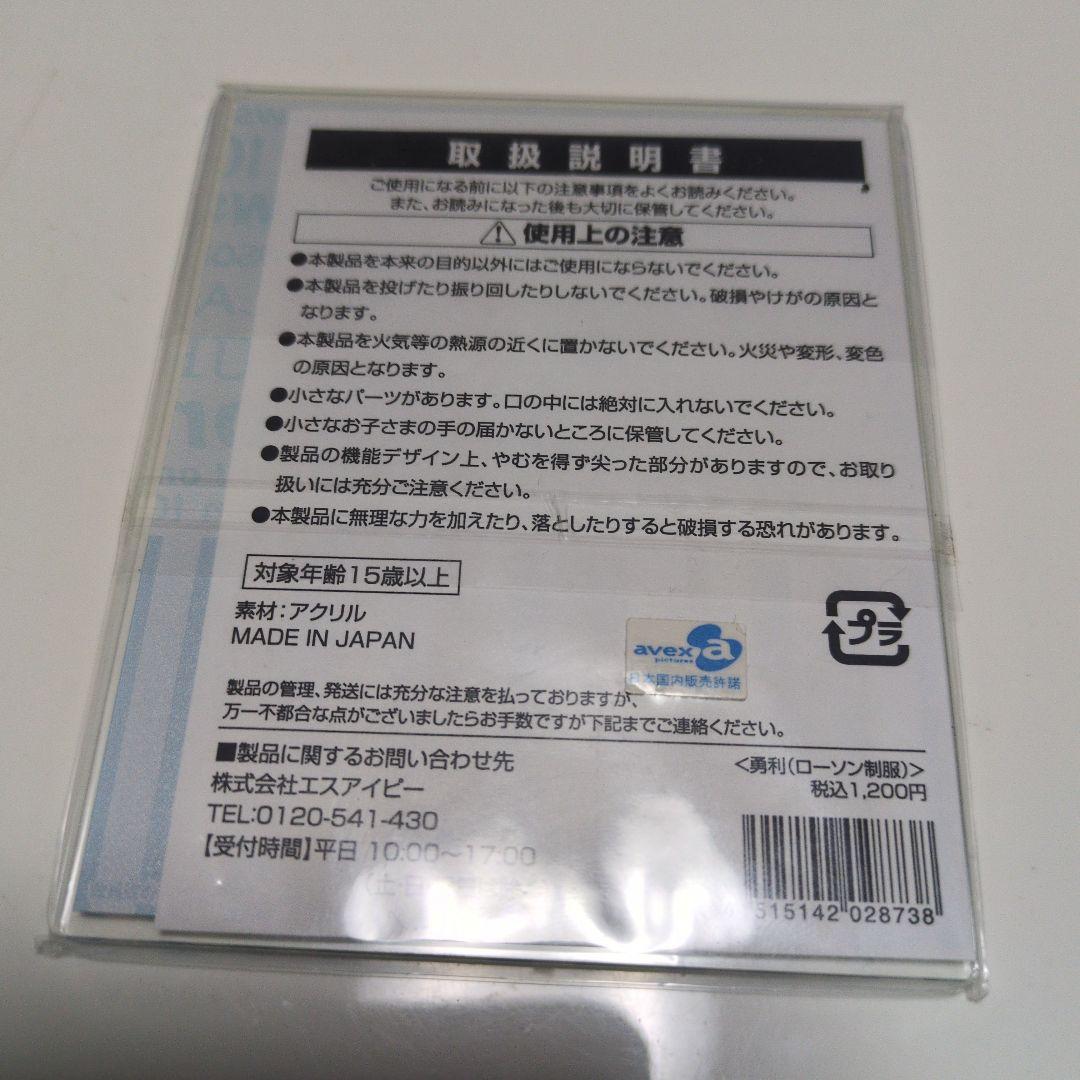 取扱説明書
ご使用になる前に以下の注意事項をよくお読みください。
また、お読みになった後も大切に保管してください。
使用上の注意
●本製品を本来の目的以外にはご使用にならないでください。
●本製品を投げたり振り回したりしないでください。破損やけがの原因と
なります。
●本製品を火気等の熱源の近くに置かないでください。火災や変形、変色
の原因となります。
●小さなパーツがあります。口の中には絶対に入れないでください。
●小さなお子さまの手の届かないところに保管してください。
●製品の機能デザイン上、やむを得ず尖った部分がありますので、お取り
扱いには充分ご注意ください。
●本製品に無理な力を加えたり、落としたりすると破損する恐れがあります。
対象年齢15歳以上
素材：アクリル
MADE IN JAPAN
プラ
avex
pictures
日本国内販売許諾
製品の管理、発送には充分な注意を払っておりますが、
万一不都合な点がございましたらお手数ですが下記までご連絡ください。
■製品に関するお問い合わせ先
株式会社エスアイピー
TEL:0120-541-430
【受付時間】平日 10:00〜17:00
<勇利（ローソン制服）>
税込1,200円
515142 028738